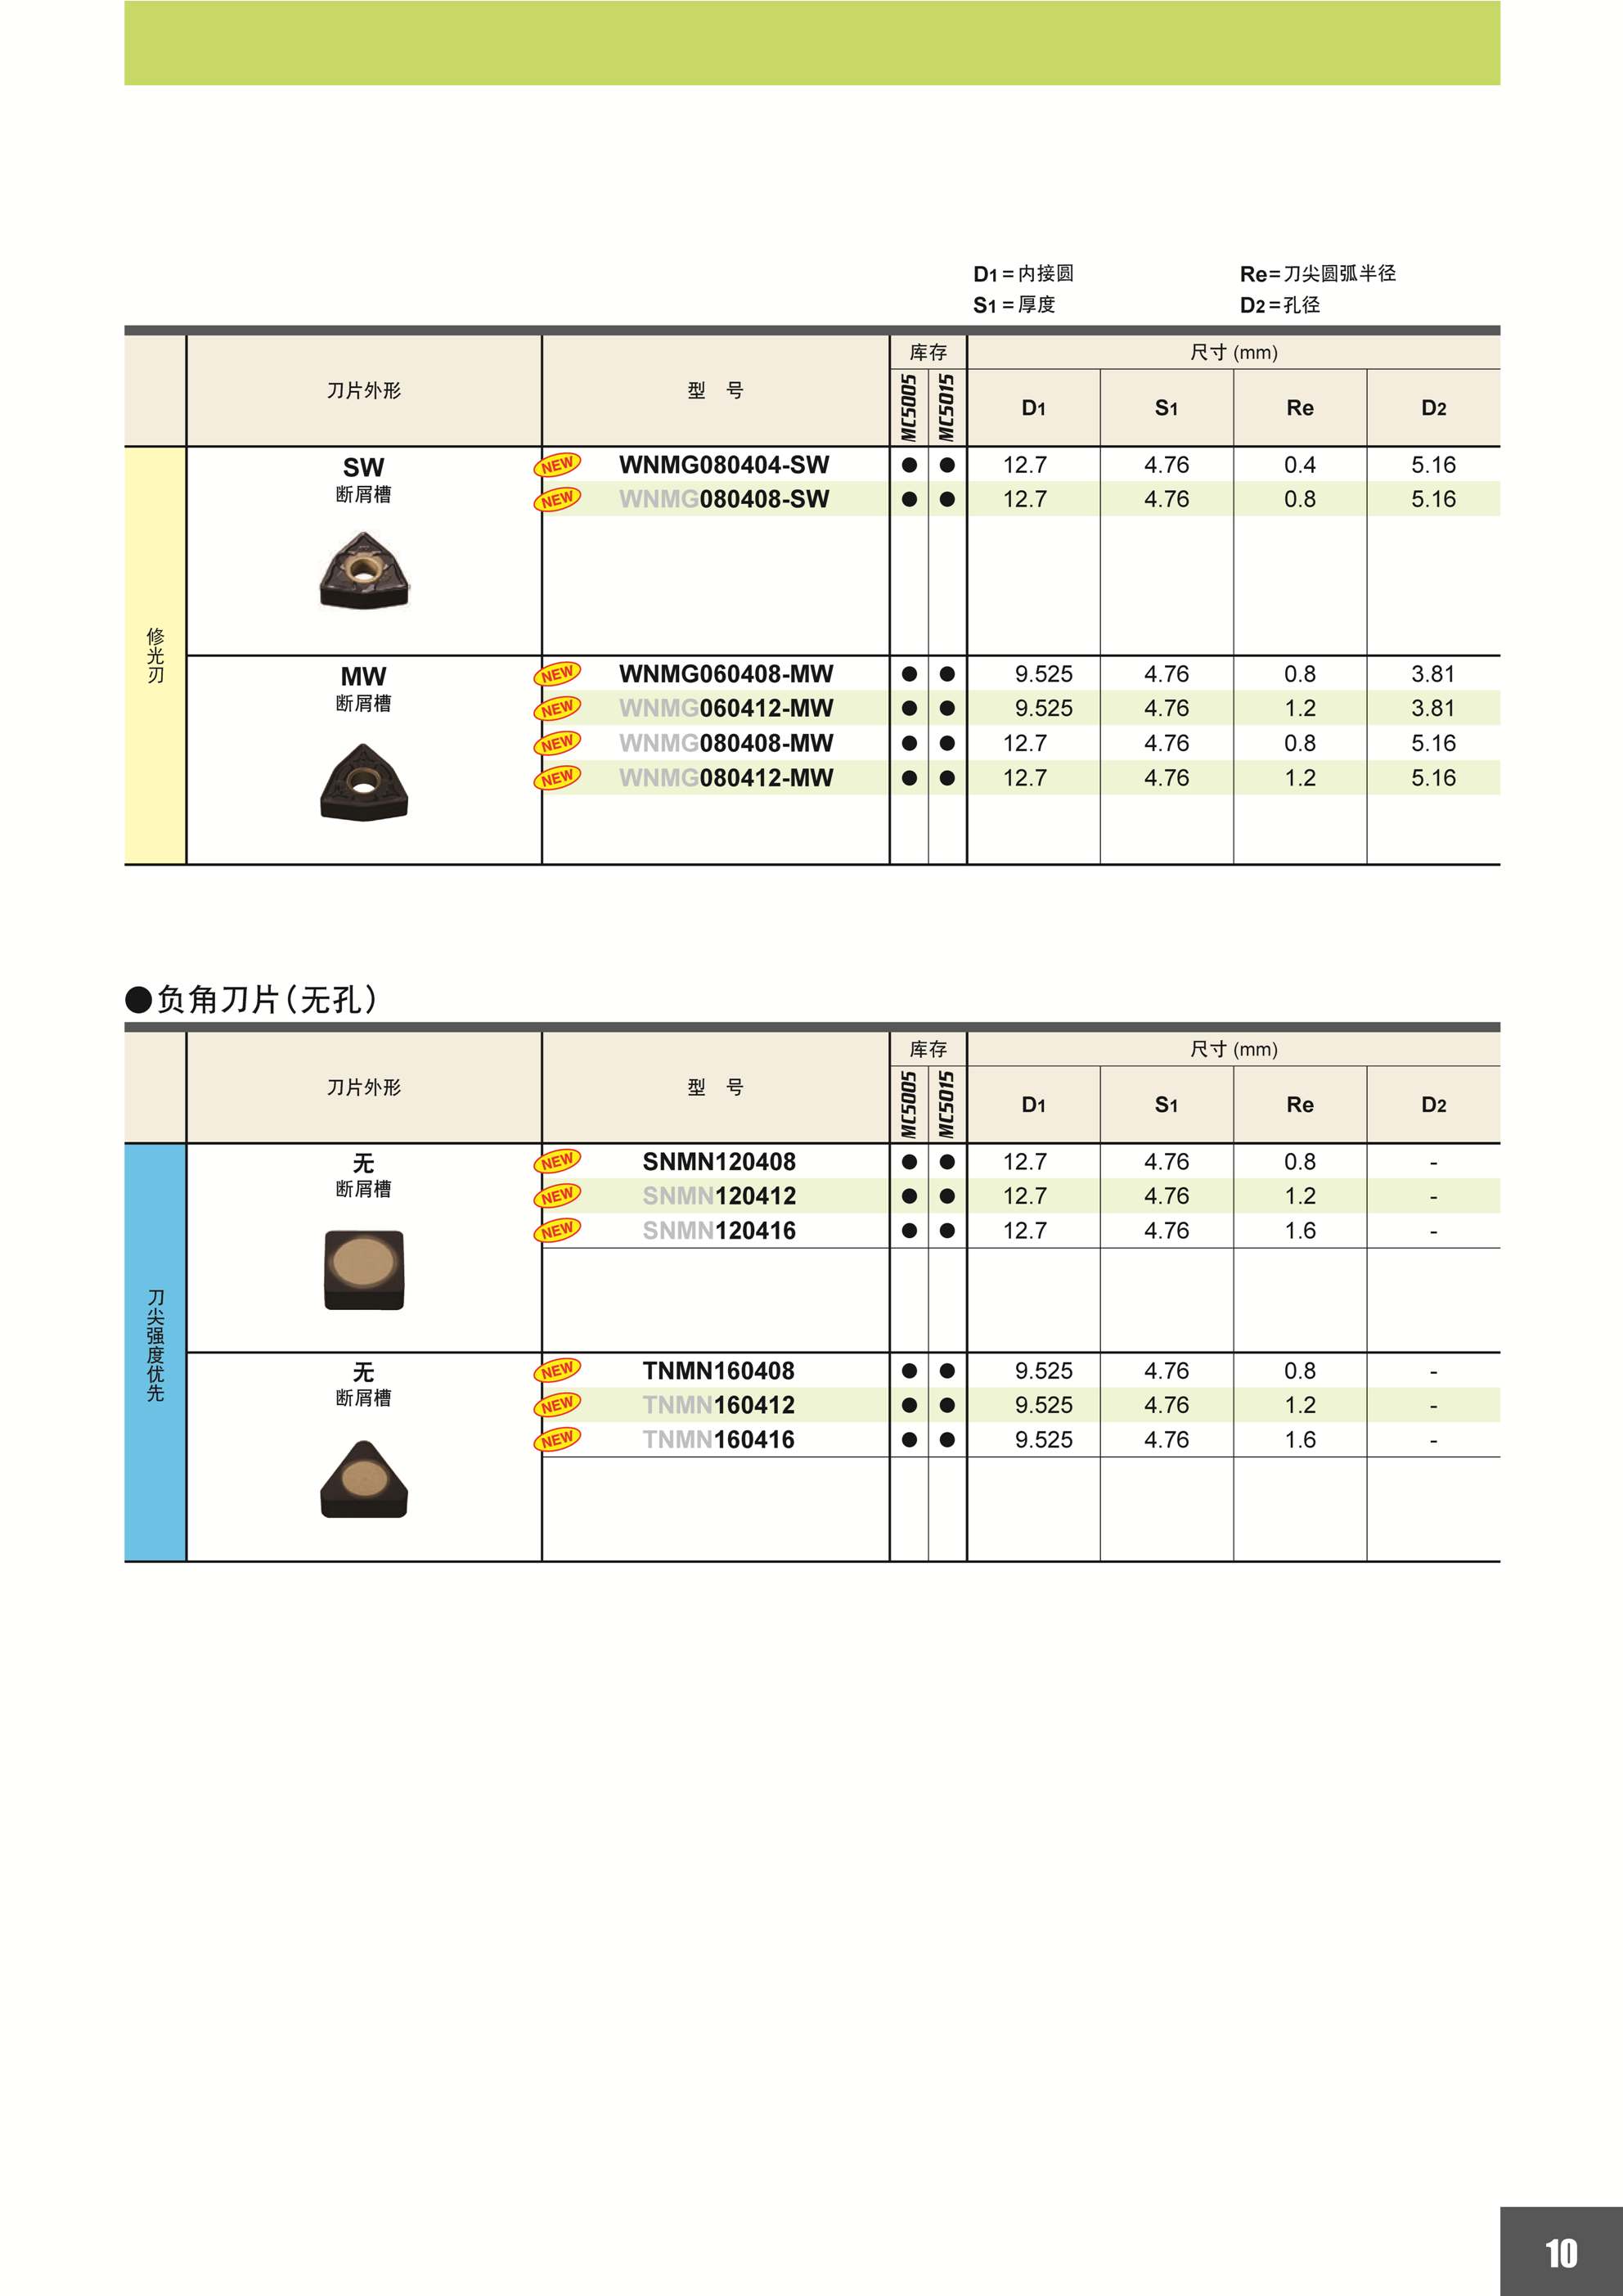 D1 = 内接圆 Re= 刀尖圆弧半径
S1 = 厚度 D2 = 孔径
刀片外形 型 号 库存 尺寸 (mm)
MC5005 MC5015 D1 S1 Re D2
修光刃
SW
断屑槽
NEW WNMG080404-SW ● ● 12.7 4.76 0.4 5.16
NEW WNMG080408-SW ● ● 12.7 4.76 0.8 5.16
MW
断屑槽
NEW WNMG060408-MW ● ● 9.525 4.76 0.8 3.81
NEW WNMG060412-MW ● ● 9.525 4.76 1.2 3.81
NEW WNMG080408-MW ● ● 12.7 4.76 0.8 5.16
NEW WNMG080412-MW ● ● 12.7 4.76 1.2 5.16
●负角刀片(无孔)
刀片外形 型 号 库存 尺寸 (mm)
MC5005 MC5015 D1 S1 Re D2
刀尖强度优先
无
断屑槽
NEW SNMN120408 ● ● 12.7 4.76 0.8 -
NEW SNMN120412 ● ● 12.7 4.76 1.2 -
NEW SNMN120416 ● ● 12.7 4.76 1.6 -
无
断屑槽
NEW TNMN160408 ● ● 9.525 4.76 0.8 -
NEW TNMN160412 ● ● 9.525 4.76 1.2 -
NEW TNMN160416 ● ● 9.525 4.76 1.6 -
10